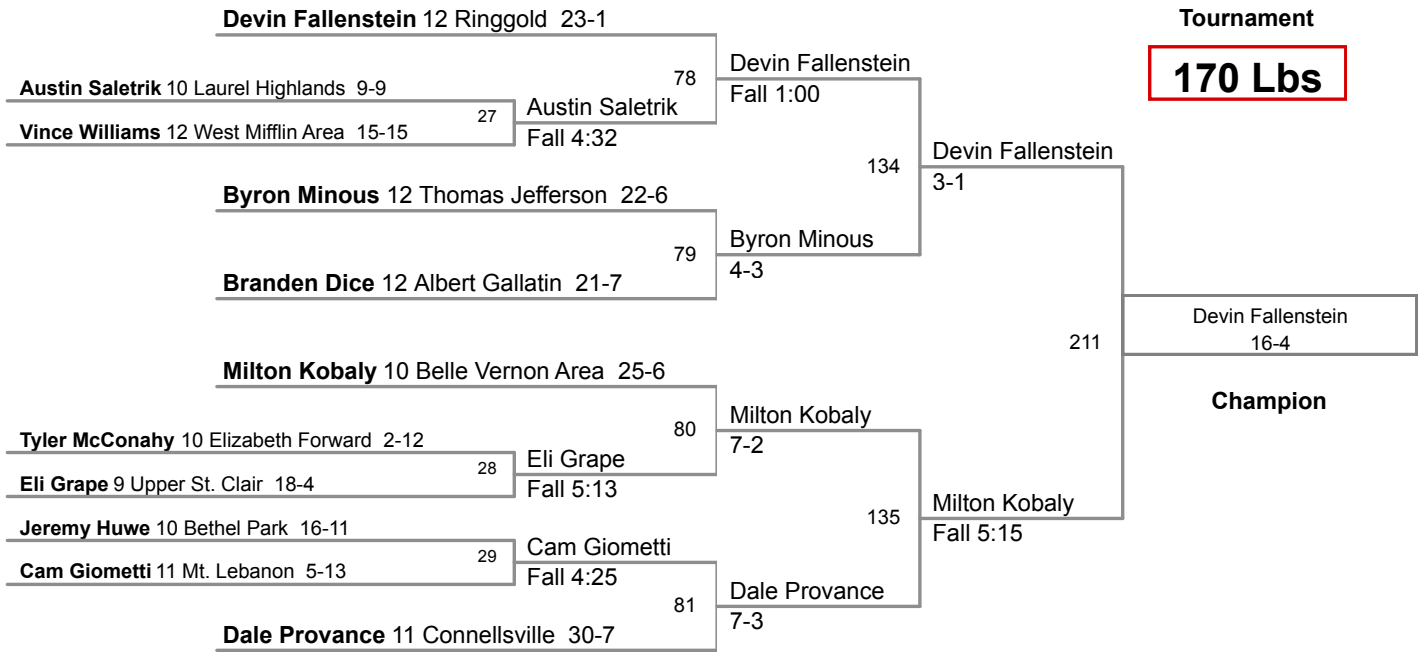 Devin Fallenstein 12 Ringgold 23-1
Tournament
170 Lbs
Austin Saletrik 10 Laurel Highlands 9-9
Vince Williams 12 West Mifflin Area 15-15
27
Austin Saletrik
Fall 4:32
78
Devin Fallenstein
Fall 1:00
Byron Minous 12 Thomas Jefferson 22-6
Branden Dice 12 Albert Gallatin 21-7
79
Byron Minous
4-3
134
Devin Fallenstein
3-1
Milton Kobaly 10 Belle Vernon Area 25-6
Tyler McConahy 10 Elizabeth Forward 2-12
Eli Grape 9 Upper St. Clair 18-4
28
Eli Grape
Fall 5:13
80
Milton Kobaly
7-2
Jeremy Huwe 10 Bethel Park 16-11
Cam Giometti 11 Mt. Lebanon 5-13
29
Cam Giometti
Fall 4:25
Dale Provance 11 Connellsville 30-7
81
Dale Provance
7-3
135
Milton Kobaly
Fall 5:15
211
Devin Fallenstein
16-4
Champion